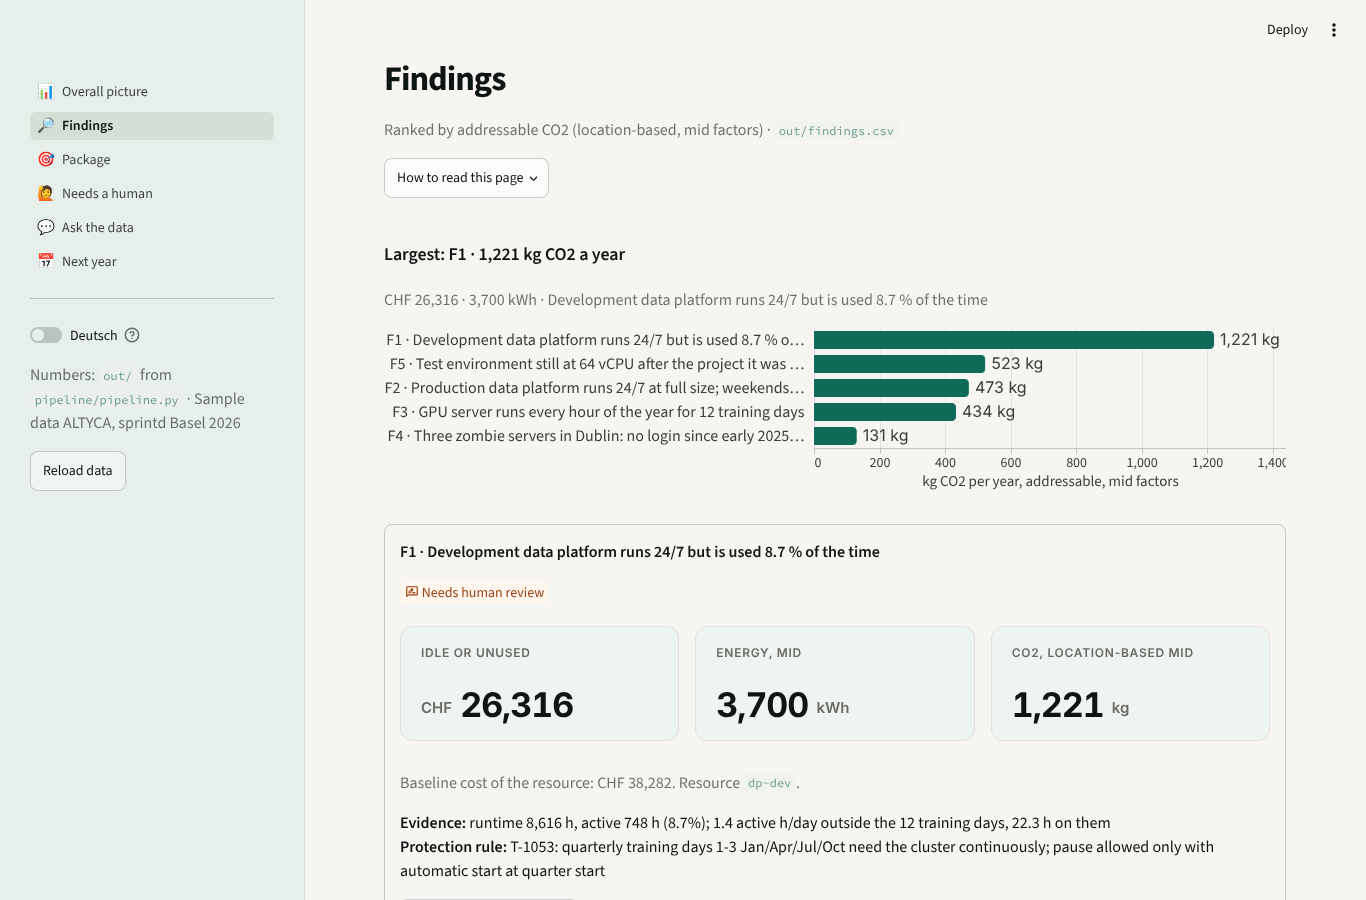 Deploy
Overall picture
Findings
Package
Needs a human
Ask the data
Next year
Deutsch
Numbers: out/ from
pipeline/pipeline.py · Sample
data ALTYCA, sprintd Basel 2026
Reload data
Findings
Ranked by addressable CO2 (location-based, mid factors) · out/findings.csv
How to read this page
Largest: F1 · 1,221 kg CO2 a year
CHF 26,316 · 3,700 kWh · Development data platform runs 24/7 but is used 8.7 % of the time
F1 · Development data platform runs 24/7 but is used 8.7 % o… 1,221 kg
F5 · Test environment still at 64 vCPU after the project it was … 523 kg
F2 · Production data platform runs 24/7 at full size; weekends… 473 kg
F3 · GPU server runs every hour of the year for 12 training days 434 kg
F4 · Three zombie servers in Dublin: no login since early 2025… 131 kg
0 200 400 600 800 1,000 1,200 1,400
kg CO2 per year, addressable, mid factors
F1 · Development data platform runs 24/7 but is used 8.7 % of the time
Needs human review
IDLE OR UNUSED
CHF 26,316
ENERGY, MID
3,700 kWh
CO2, LOCATION-BASED MID
1,221 kg
Baseline cost of the resource: CHF 38,282. Resource dp-dev .
Evidence: runtime 8,616 h, active 748 h (8.7%); 1.4 active h/day outside the 12 training days, 22.3 h on them
Protection rule: T-1053: quarterly training days 1-3 Jan/Apr/Jul/Oct need the cluster continuously; pause allowed only with
automatic start at quarter start